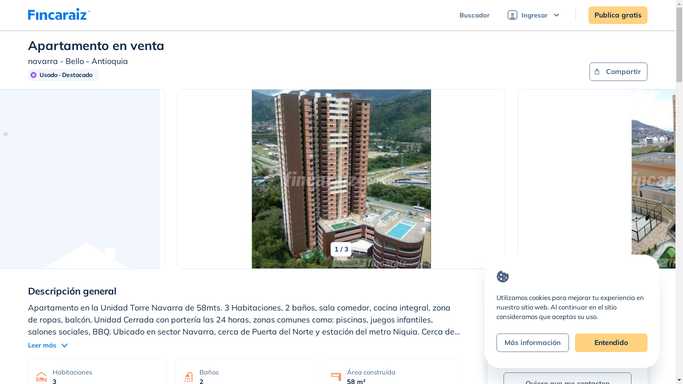 Fincaraiz
Buscador
Ingresar
Publica gratis
Apartamento en venta
navarra - Bello - Antioquia
Usado · Destacado
Compartir
fincaraiz
fincaraiz
1 / 3
Descripción general
Apartamento en la Unidad Torre Navarra de 58mts. 3 Habitaciones, 2 baños, sala comedor, cocina integral, zona
de ropas, balcón. Unidad Cerrada con portería las 24 horas, zonas comunes como: piscinas, juegos infantiles,
salones sociales, BBQ. Ubicado en sector Navarra, cerca de Puerta del Norte y estación del metro Niquia. Cerca de...
Leer más
Habitaciones
3
Baños
2
Área construida
58 m²
Utilizamos cookies para mejorar tu experiencia en
nuestro sitio web. Al continuar en el sitio
consideramos que aceptas su uso.
Más información
Entendido
Quiero que me contacten